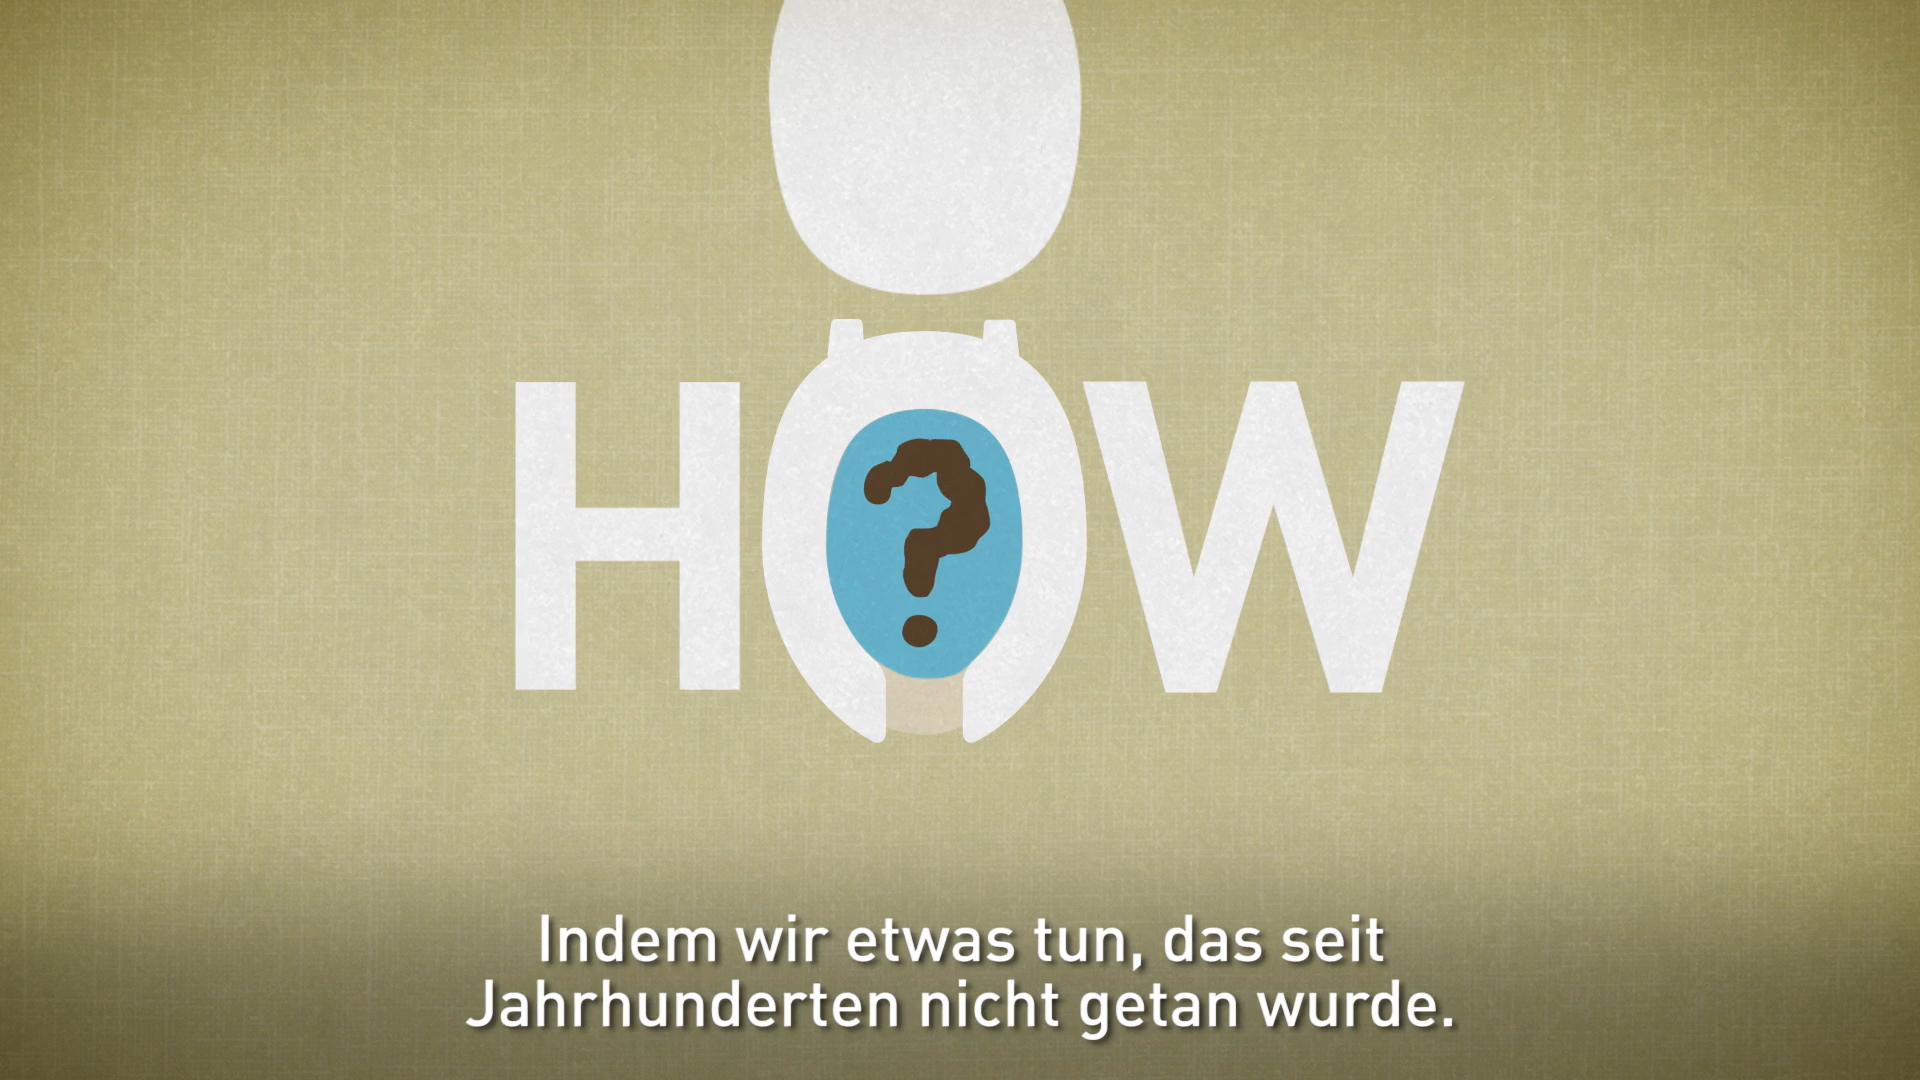 HOW
?
Indem wir etwas tun, das seit
Jahrhunderten nicht getan wurde.